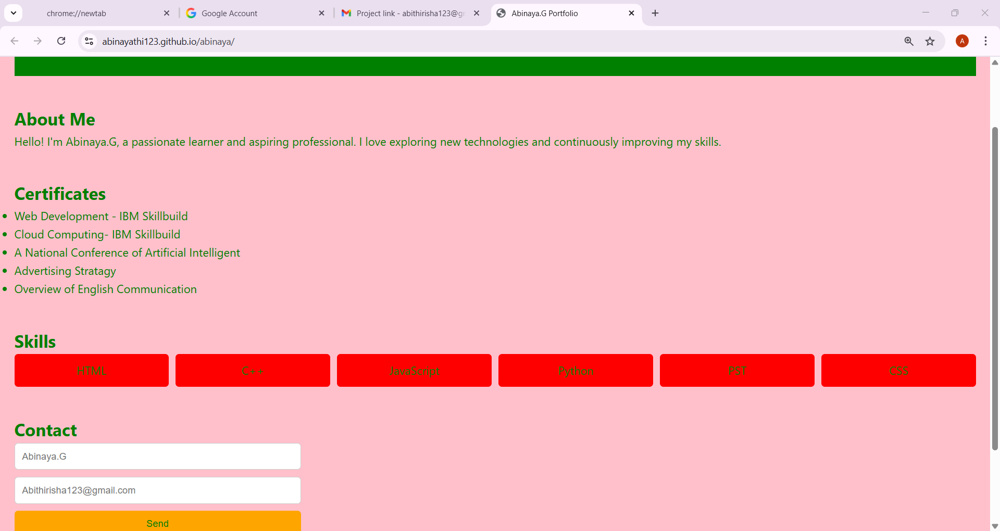 chrome://newtab
Google Account
Project link - abithirisha123@gr
Abinaya.G Portfolio
abinayathi123.github.io/abinaya/
A
About Me
Hello! I'm Abinaya.G, a passionate learner and aspiring professional. I love exploring new technologies and continuously improving my skills.
Certificates
Web Development - IBM Skillbuild
Cloud Computing- IBM Skillbuild
A National Conference of Artificial Intelligent
Advertising Stratagy
Overview of English Communication
Skills
HTML
C++
JavaScript
Python
PST
CSS
Contact
Abinaya.G
Abithirisha123@gmail.com
Send